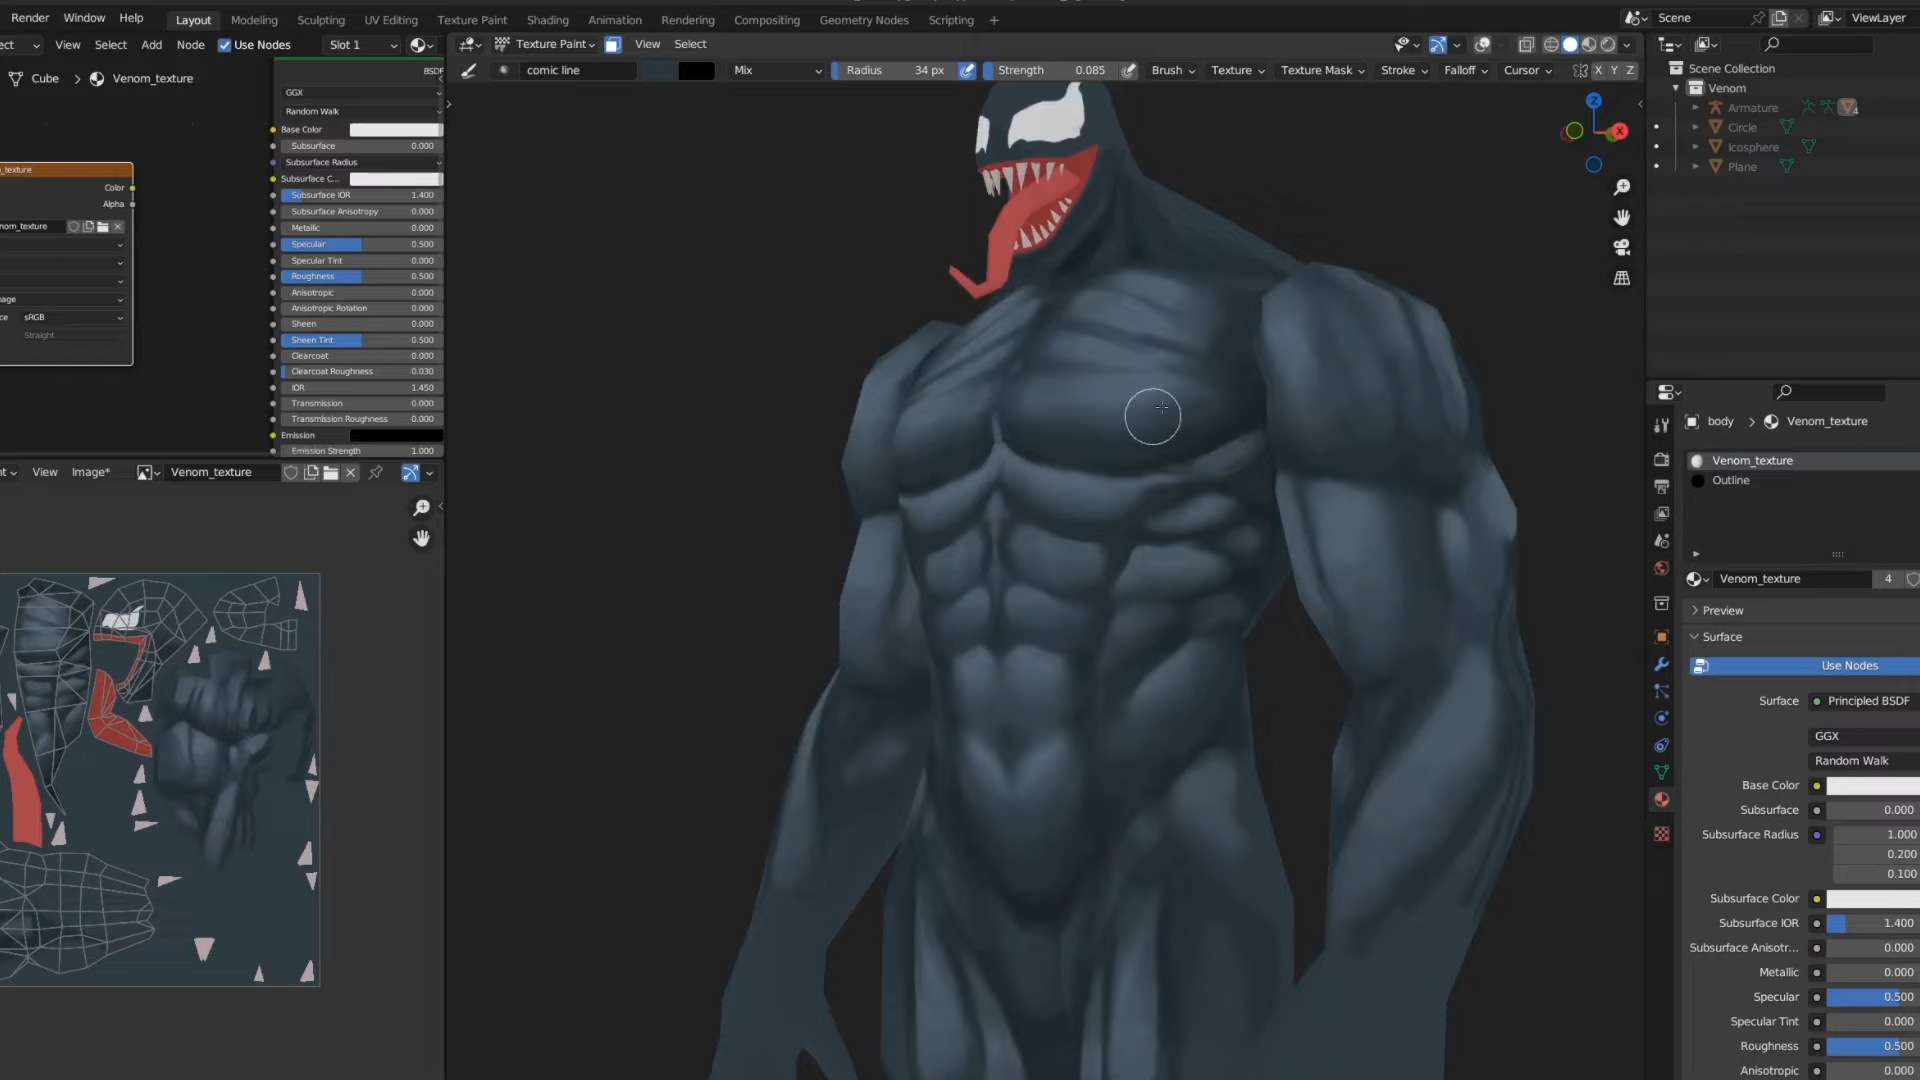 Render Window Help Layout Modeling Sculpting UV Editing Texture Paint Shading Animation Rendering Compositing Geometry Nodes Scripting + Scene ViewLayer
View Select Add Node Use Nodes Slot 1
Texture Paint View Select
comic line Mix Radius 34 px Strength 0.085 Brush Texture Texture Mask Stroke Falloff Cursor X Y Z
Cube > Venom_texture
GGX
Random Walk
Base Color
Subsurface 0.000
Subsurface Radius
Subsurface C...
Subsurface IOR 1.400
Subsurface Anisotropy 0.000
Metallic 0.000
Specular 0.500
Specular Tint 0.000
Roughness 0.500
Anisotropic 0.000
Anisotropic Rotation 0.000
Sheen 0.000
Sheen Tint 0.500
Clearcoat 0.000
Clearcoat Roughness 0.030
IOR 1.450
Transmission 0.000
Transmission Roughness 0.000
Emission
Emission Strength 1.000
Color
Alpha
sRGB
Straight
View Image* Venom_texture
Z
X
Scene Collection
Venom
Armature 4
Circle
Icosphere
Plane
body > Venom_texture
Venom_texture
Outline
Venom_texture 4
Preview
Surface
Use Nodes
Surface Principled BSDF
GGX
Random Walk
Base Color
Subsurface 0.000
Subsurface Radius 1.000
0.200
0.100
Subsurface Color
Subsurface IOR 1.400
Subsurface Anisotr... 0.000
Metallic 0.000
Specular 0.500
Specular Tint 0.000
Roughness 0.500
Anisotropic 0.000